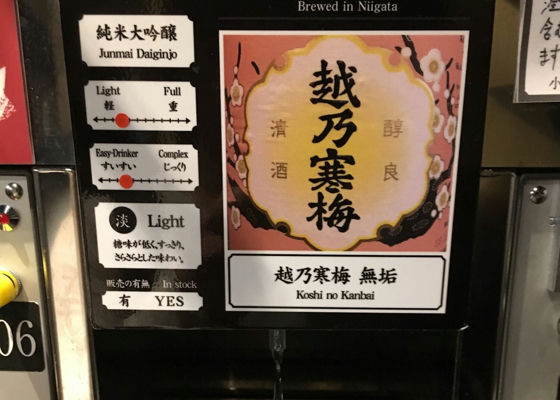 Brewed in Niigata
純米大吟醸
Junmai Daiginjo
Light Full
軽 重
Easy-Drinker Complex
すいすい じっくり
淡 Light
糖味が低く、すっきり、
さらさらとした味わい。
販売の有無 In stock
有 YES
越乃寒梅
清酒
醇良
越乃寒梅 無垢
Koshi no Kanbai
06